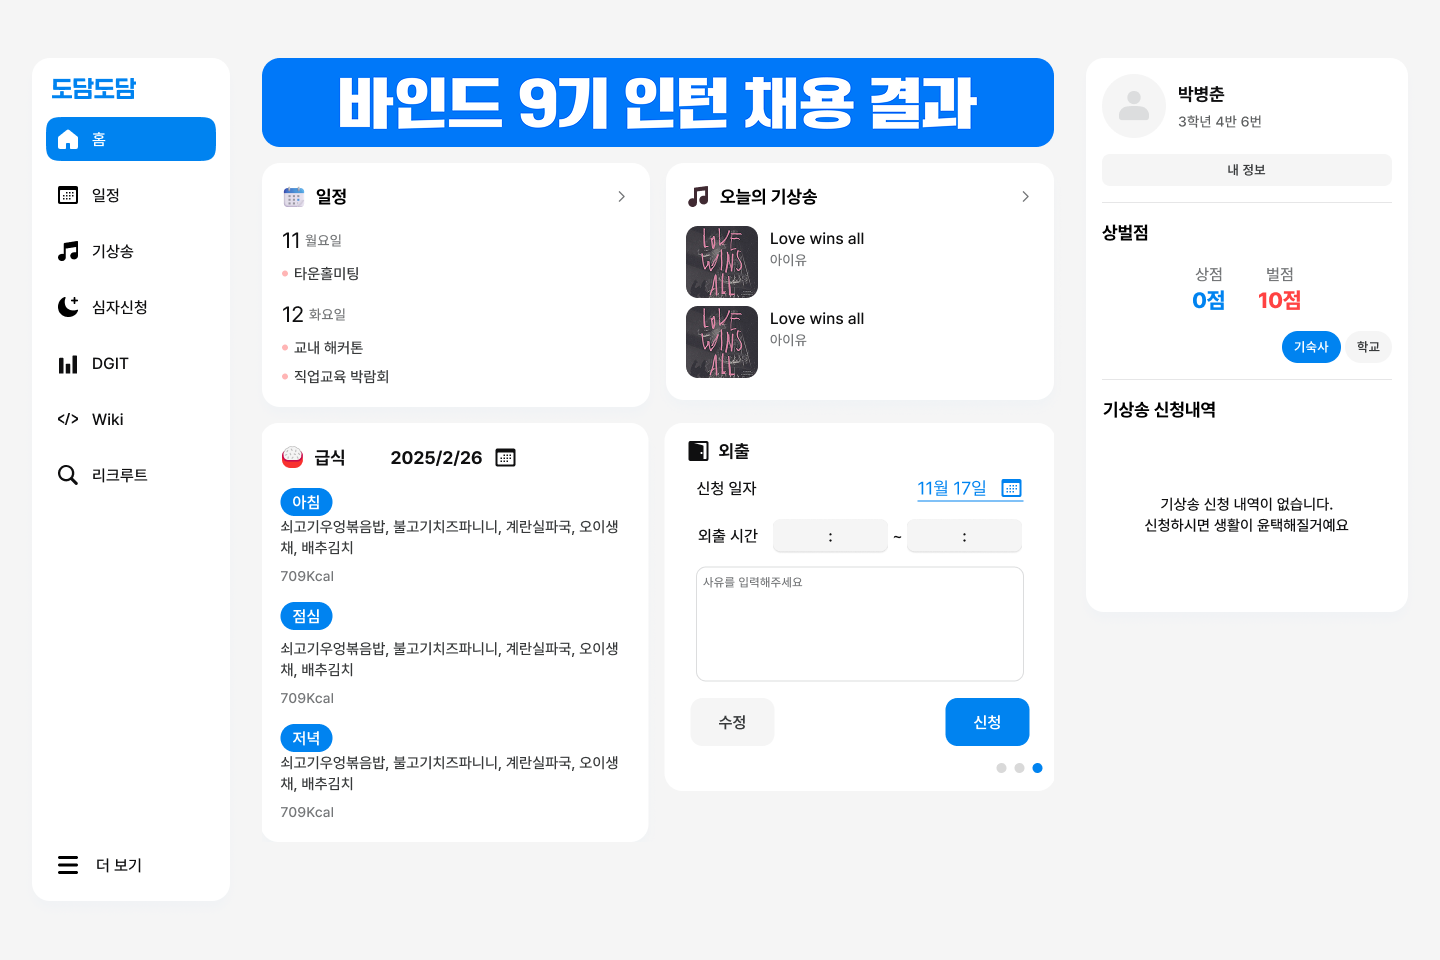 도담도담
홈
일정
기상송
심자신청
DGIT
Wiki
리크루트
더 보기
바인드 9기 인턴 채용 결과
일정
11 월요일
타운홀미팅
12 화요일
교내 해커톤
직업교육 박람회
오늘의 기상송
LOVE
WINS
ALL
Love wins all
아이유
LOVE
WINS
ALL
Love wins all
아이유
급식 2025/2/26
아침
쇠고기우엉볶음밥, 불고기치즈파니니, 계란실파국, 오이생
채, 배추김치
709Kcal
점심
쇠고기우엉볶음밥, 불고기치즈파니니, 계란실파국, 오이생
채, 배추김치
709Kcal
저녁
쇠고기우엉볶음밥, 불고기치즈파니니, 계란실파국, 오이생
채, 배추김치
709Kcal
외출
신청 일자 11월 17일
외출 시간 : ~ :
사유를 입력해주세요
수정 신청
박병춘
3학년 4반 6번
내 정보
상벌점
상점 벌점
0점 10점
기숙사 학교
기상송 신청내역
기상송 신청 내역이 없습니다.
신청하시면 생활이 윤택해질거예요